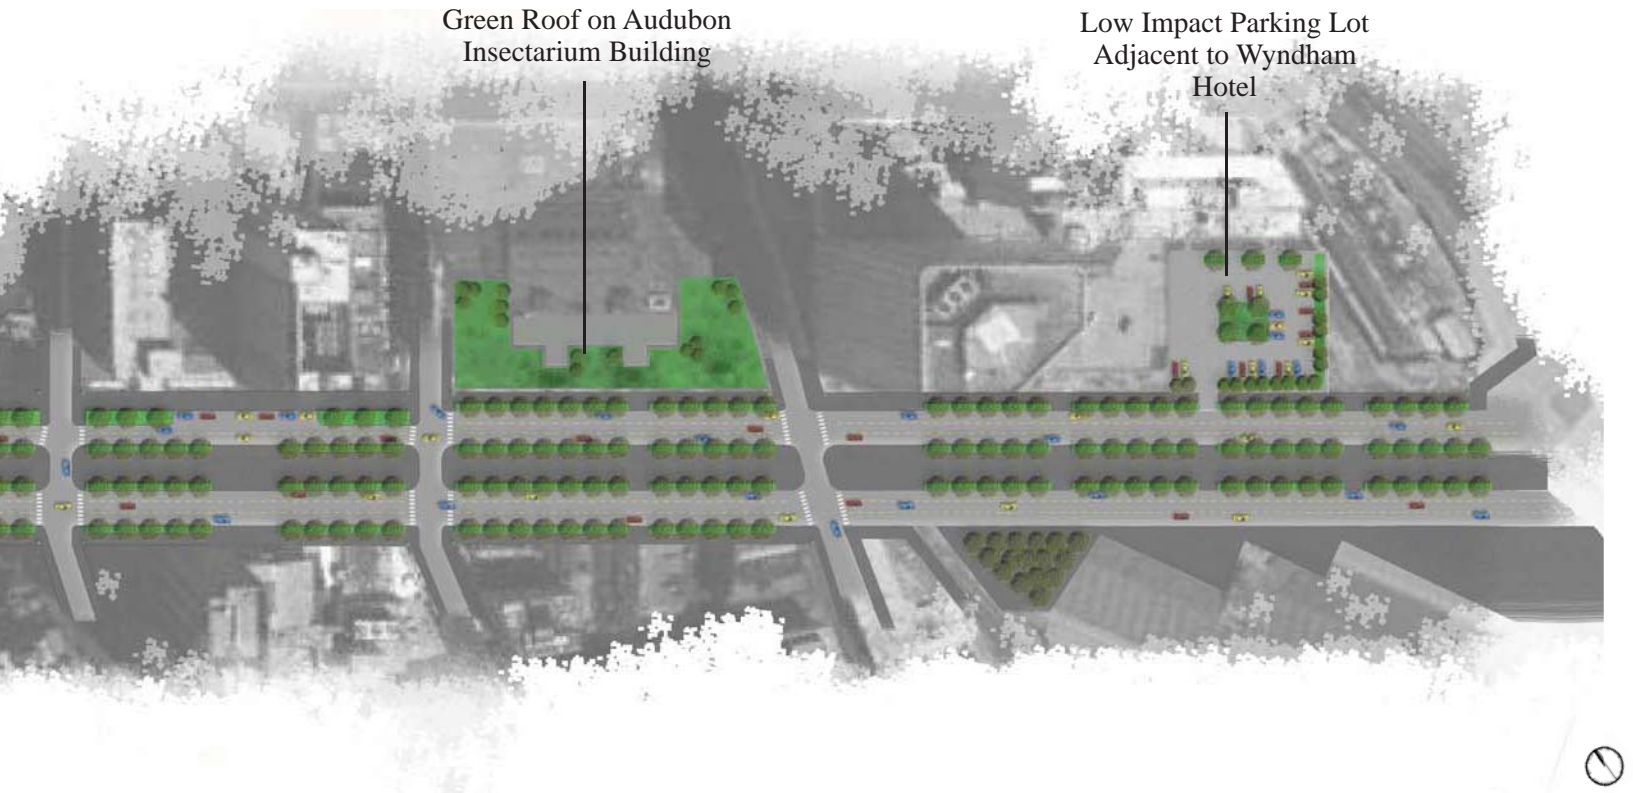 Green Roof on Audubon
Insectarium Building
Low Impact Parking Lot
Adjacent to Wyndham
Hotel